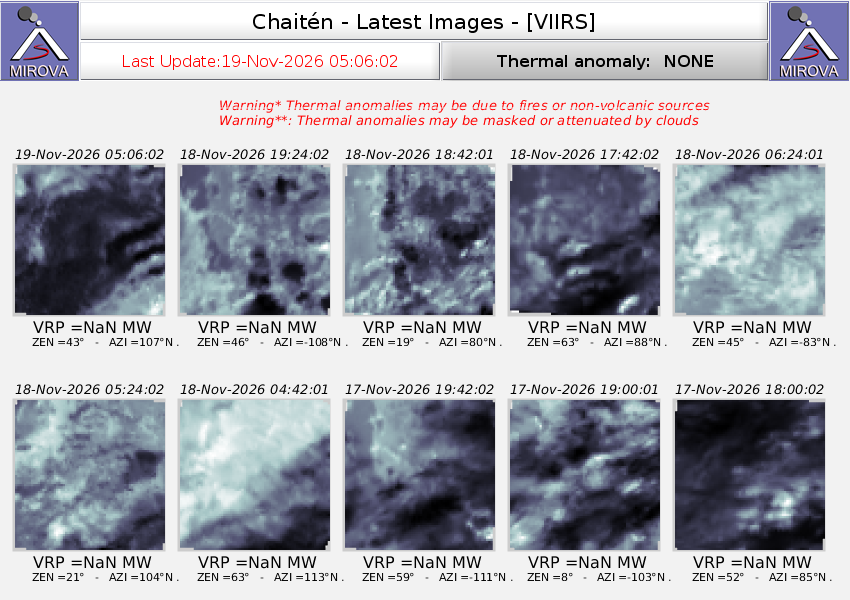 Chaitén - Latest Images - [VIIRS]
MIROVA
MIROVA
Last Update:19-Nov-2026 05:06:02
Thermal anomaly: NONE
Warning* Thermal anomalies may be due to fires or non-volcanic sources
Warning**: Thermal anomalies may be masked or attenuated by clouds
19-Nov-2026 05:06:02 18-Nov-2026 19:24:02 18-Nov-2026 18:42:01 18-Nov-2026 17:42:02 18-Nov-2026 06:24:01
VRP =NaN MW VRP =NaN MW VRP =NaN MW VRP =NaN MW VRP =NaN MW
ZEN =43° - AZI =107°N . ZEN =46° - AZI =-108°N . ZEN =19° - AZI =80°N . ZEN =63° - AZI =88°N . ZEN =45° - AZI =-83°N .
18-Nov-2026 05:24:02 18-Nov-2026 04:42:01 17-Nov-2026 19:42:02 17-Nov-2026 19:00:01 17-Nov-2026 18:00:02
VRP =NaN MW VRP =NaN MW VRP =NaN MW VRP =NaN MW VRP =NaN MW
ZEN =21° - AZI =104°N . ZEN =63° - AZI =113°N . ZEN =59° - AZI =-111°N . ZEN =8° - AZI =-103°N . ZEN =52° - AZI =85°N .